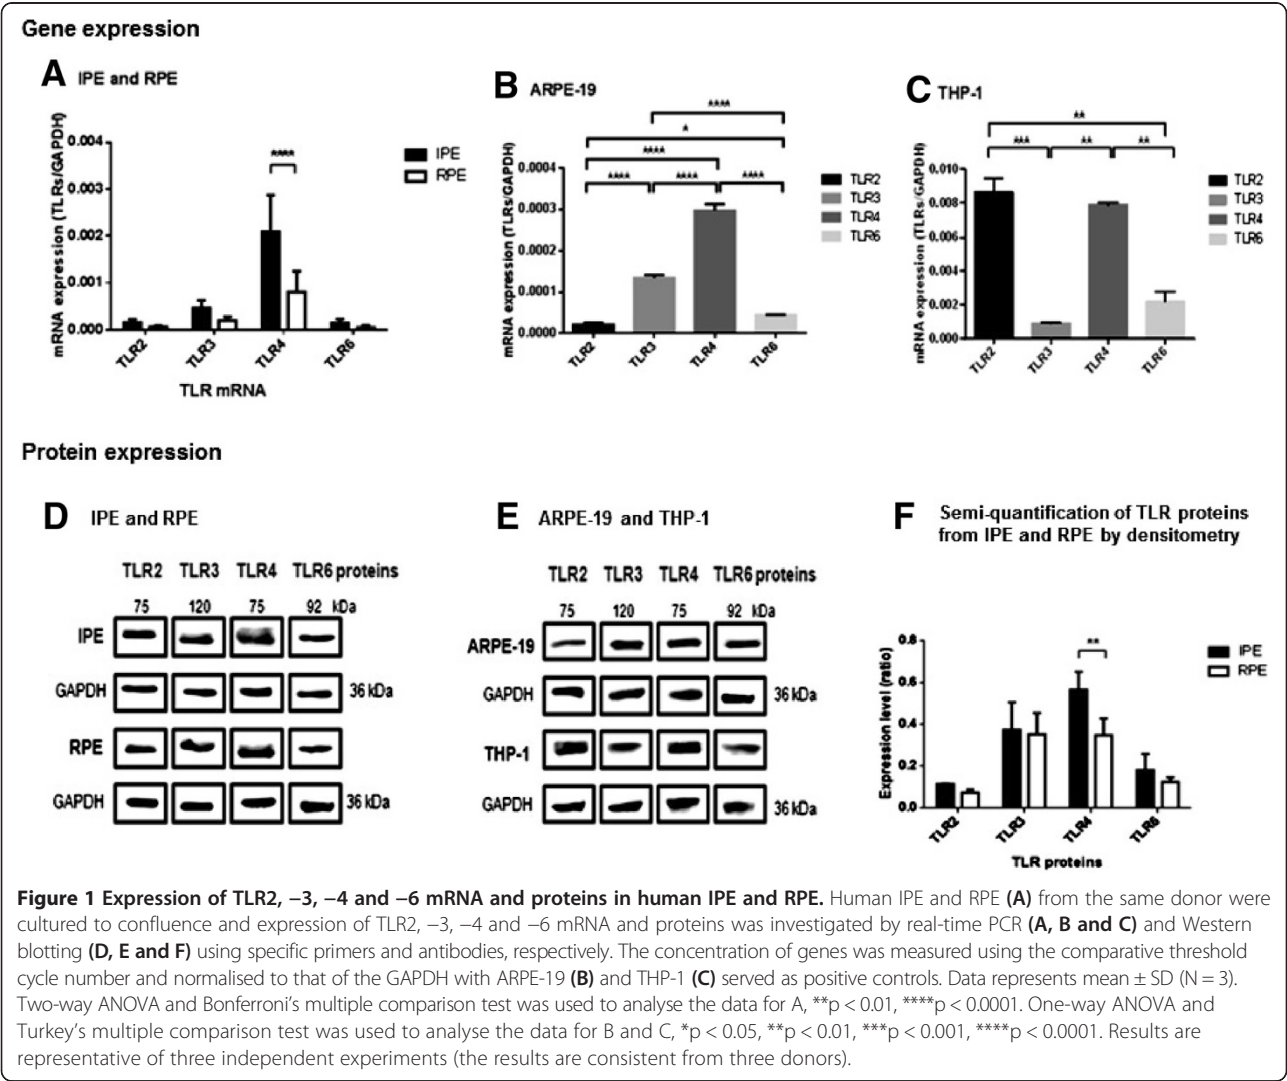 Gene expression
A IPE and RPE
mRNA expression (TLRs/GAPDH)
0.004
0.003
0.002
0.001
0.000
****
IPE
RPE
TLR2
TLR3
TLR4
TLR6
TLR mRNA
B ARPE-19
mRNA expression (TLRs/GAPDH)
0.0004
0.0003
0.0002
0.0001
0.0000
****
*
****
**** **** ****
TLR2
TLR3
TLR4
TLR6
TLR2
TLR3
TLR4
TLR6
C THP-1
mRNA expression (TLRs/GAPDH)
0.010
0.008
0.006
0.004
0.002
0.000
**
*** ** **
TLR2
TLR3
TLR4
TLR6
TLR2
TLR3
TLR4
TLR6
Protein expression
D IPE and RPE
TLR2 TLR3 TLR4 TLR6 proteins
75 120 75 92 kDa
IPE
GAPDH 36 kDa
RPE
GAPDH 36 kDa
E ARPE-19 and THP-1
TLR2 TLR3 TLR4 TLR6 proteins
75 120 75 92 kDa
ARPE-19
GAPDH 36 kDa
THP-1
GAPDH 36 kDa
F Semi-quantification of TLR proteins
from IPE and RPE by densitometry
Expression level (ratio)
0.8
0.6
0.4
0.2
0.0
**
IPE
RPE
TLR2
TLR3
TLR4
TLR6
TLR proteins
Figure 1 Expression of TLR2, −3, −4 and −6 mRNA and proteins in human IPE and RPE. Human IPE and RPE (A) from the same donor were
cultured to confluence and expression of TLR2, −3, −4 and −6 mRNA and proteins was investigated by real-time PCR (A, B and C) and Western
blotting (D, E and F) using specific primers and antibodies, respectively. The concentration of genes was measured using the comparative threshold
cycle number and normalised to that of the GAPDH with ARPE-19 (B) and THP-1 (C) served as positive controls. Data represents mean ± SD (N = 3).
Two-way ANOVA and Bonferroni's multiple comparison test was used to analyse the data for A, **p < 0.01, ****p < 0.0001. One-way ANOVA and
Turkey's multiple comparison test was used to analyse the data for B and C, *p < 0.05, **p < 0.01, ***p < 0.001, ****p < 0.0001. Results are
representative of three independent experiments (the results are consistent from three donors).